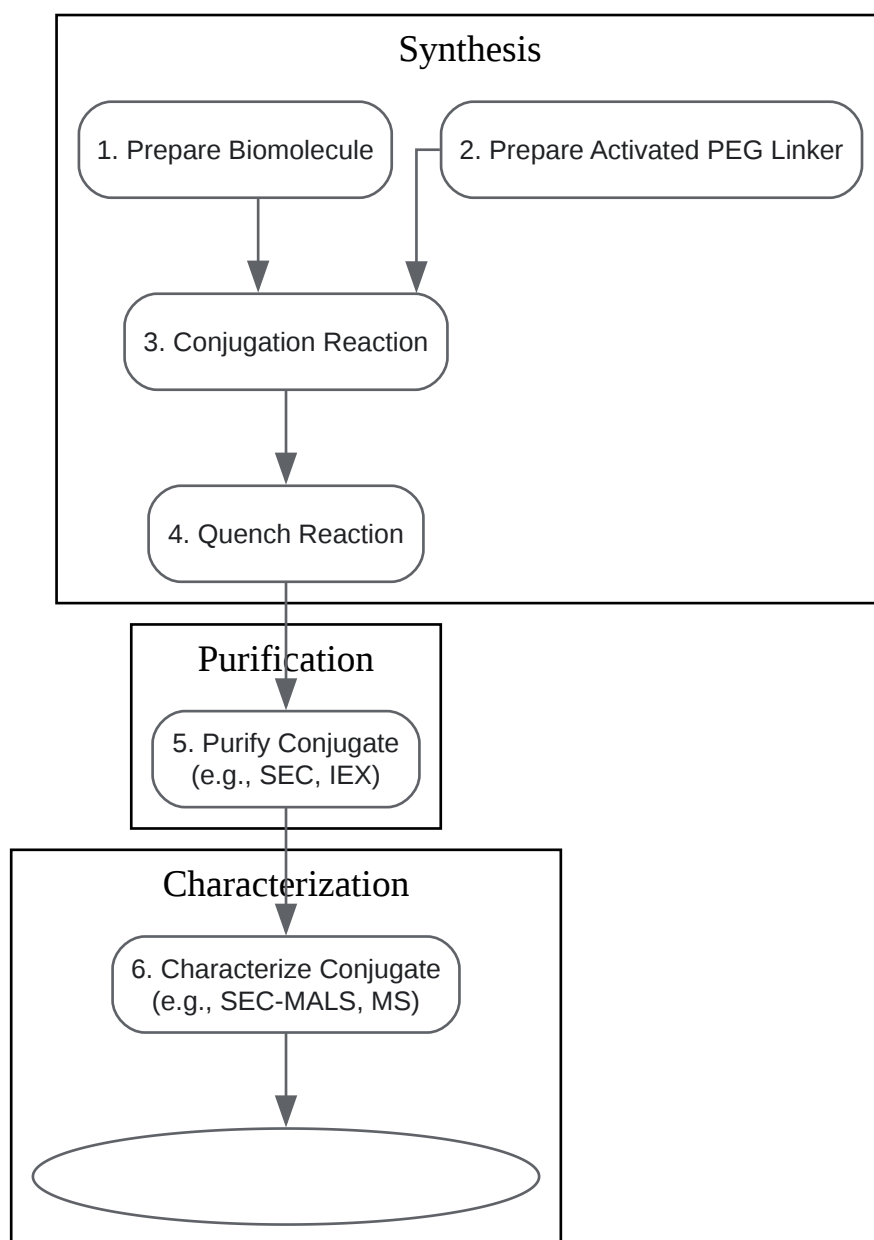 Synthesis
1. Prepare Biomolecule
2. Prepare Activated PEG Linker
3. Conjugation Reaction
4. Quench Reaction
Purification
5. Purify Conjugate
(e.g., SEC, IEX)
Characterization
6. Characterize Conjugate
(e.g., SEC-MALS, MS)